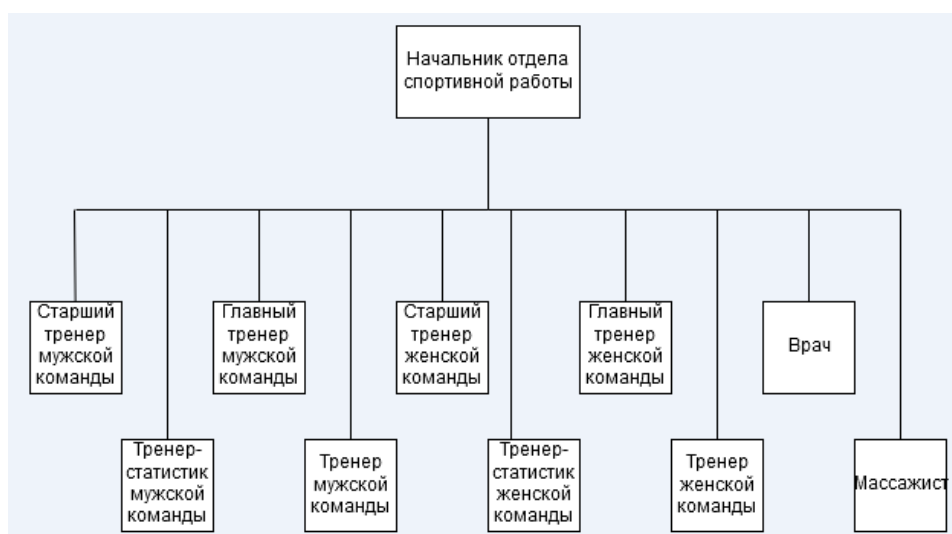 Начальник отдела
спортивной работы
Старший
тренер
мужской
команды
Главный
тренер
мужской
команды
Старший
тренер
женской
команды
Главный
тренер
женской
команды
Врач
Тренер-
статистик
мужской
команды
Тренер
мужской
команды
Тренер-
статистик
женской
команды
Тренер
женской
команды
Массажист